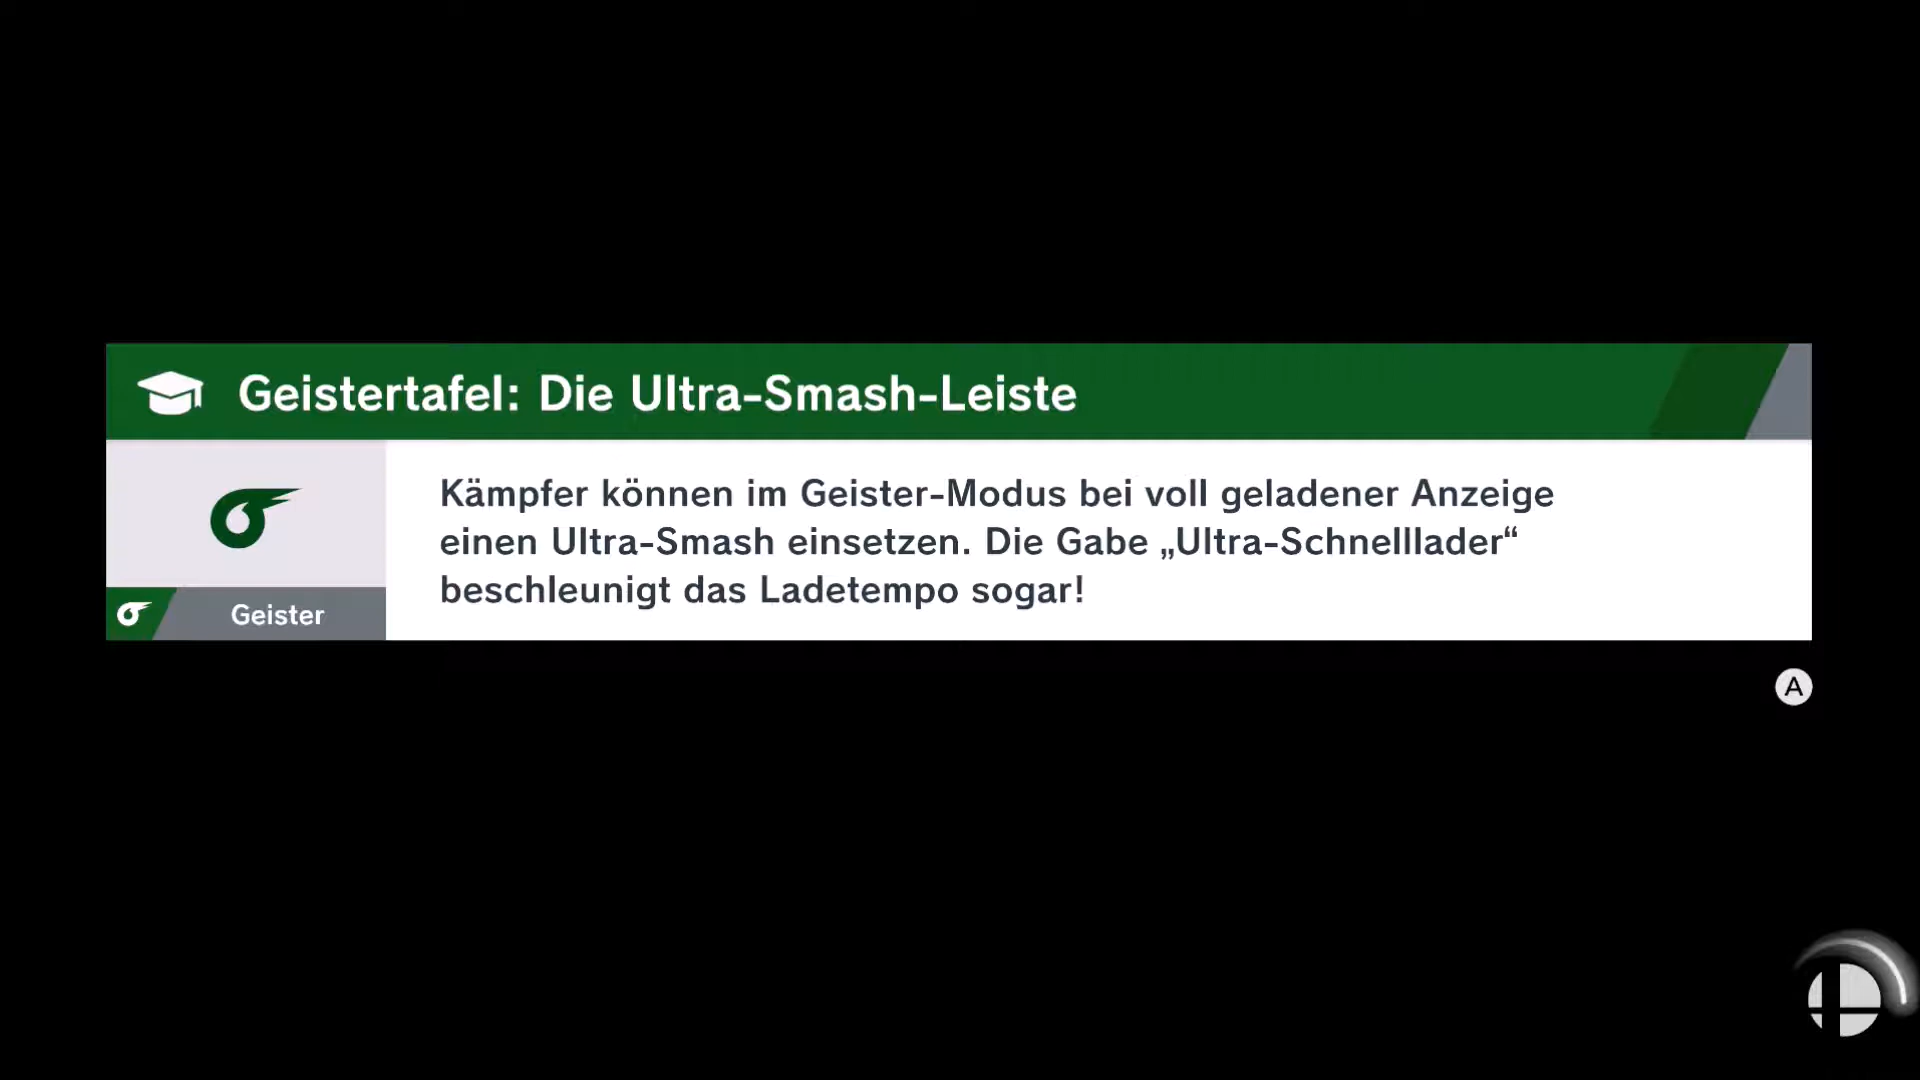 Geistertafel: Die Ultra-Smash-Leiste
Kämpfer können im Geister-Modus bei voll geladener Anzeige
einen Ultra-Smash einsetzen. Die Gabe „Ultra-Schnelllader“
beschleunigt das Ladetempo sogar!
Geister
A